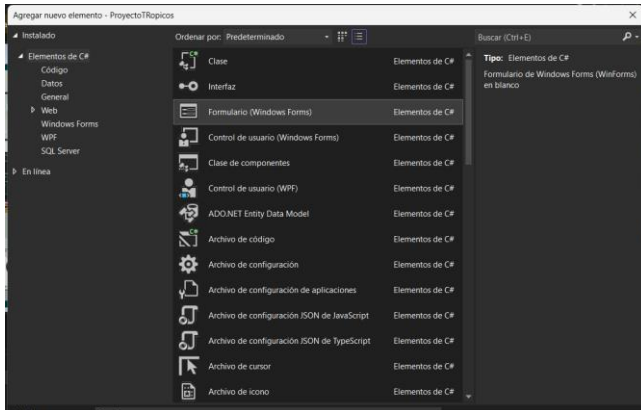 Agregar nuevo elemento - ProyectoTRopicos
Instalado
Ordenar por: Predeterminado
Buscar (Ctrl+E)
Elementos de C#
Código
Datos
General
Web
Windows Forms
WPF
SQL Server
En línea
C# Clase Elementos de C#
Interfaz Elementos de C#
Formulario (Windows Forms) Elementos de C#
Control de usuario (Windows Forms) Elementos de C#
Clase de componentes Elementos de C#
Control de usuario (WPF) Elementos de C#
ADO.NET Entity Data Model Elementos de C#
C# Archivo de código Elementos de C#
Archivo de configuración Elementos de C#
Archivo de configuración de aplicaciones Elementos de C#
Archivo de configuración JSON de JavaScript Elementos de C#
Archivo de configuración JSON de TypeScript Elementos de C#
Archivo de cursor Elementos de C#
Archivo de icono Elementos de C#
Tipo: Elementos de C#
Formulario de Windows Forms (WinForms)
en blanco